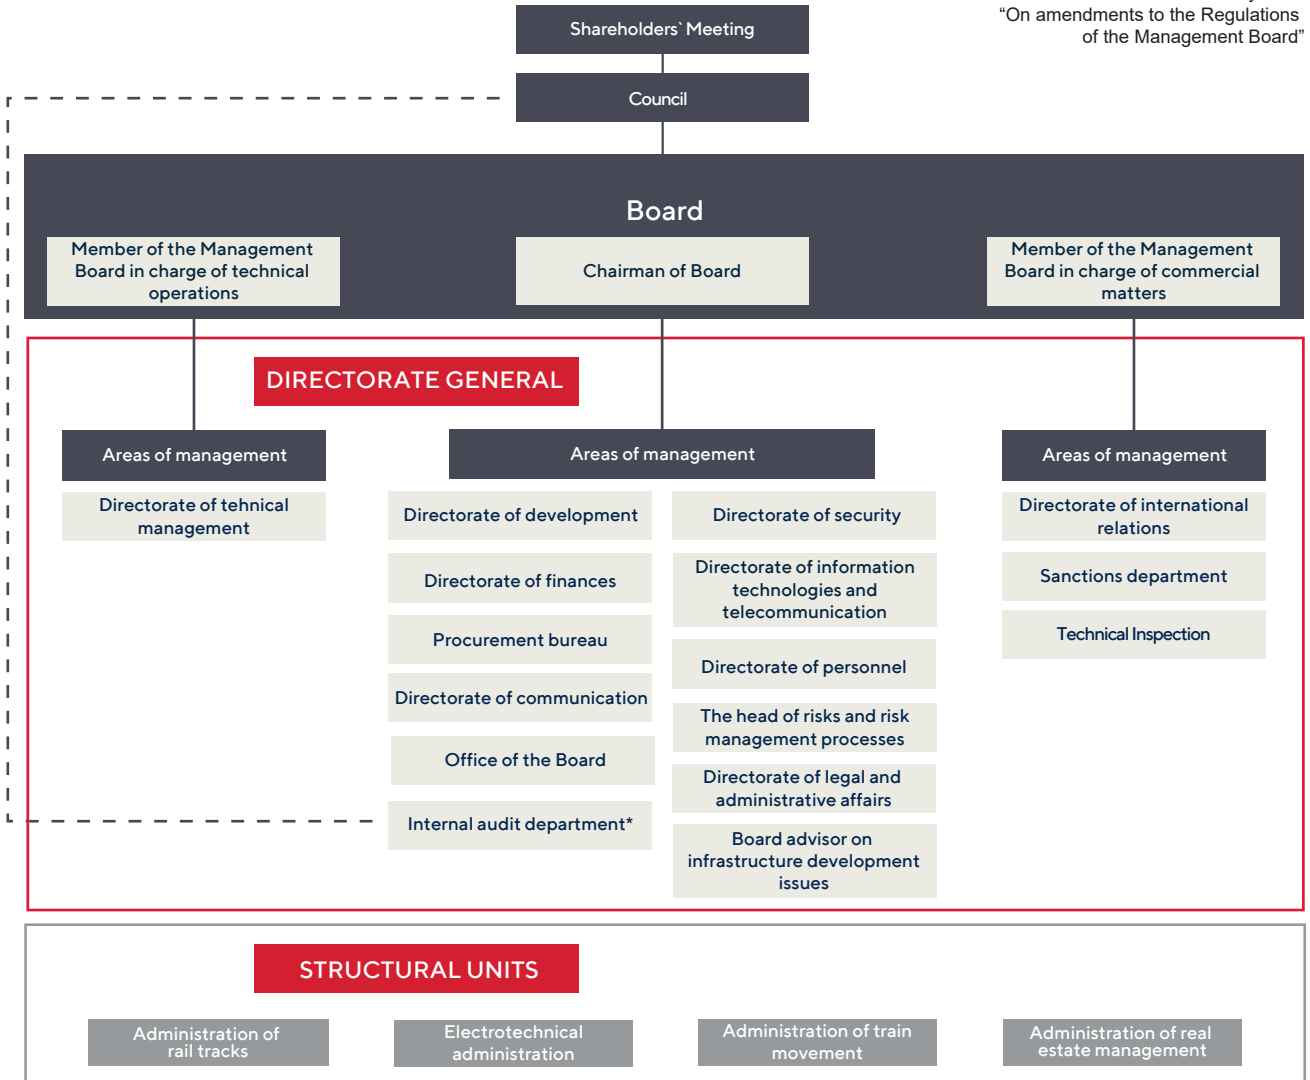 “On amendments to the Regulations
of the Management Board”
Shareholders` Meeting
Council
Board
Member of the Management
Board in charge of technical
operations
Chairman of Board
Member of the Management
Board in charge of commercial
matters
DIRECTORATE GENERAL
Areas of management
Directorate of tehnical
management
Areas of management
Directorate of development
Directorate of finances
Procurement bureau
Directorate of communication
Office of the Board
Internal audit department*
Directorate of security
Directorate of information
technologies and
telecommunication
Directorate of personnel
The head of risks and risk
management processes
Directorate of legal and
administrative affairs
Board advisor on
infrastructure development
issues
Areas of management
Directorate of international
relations
Sanctions department
Technical Inspection
STRUCTURAL UNITS
Administration of
rail tracks
Electrotechnical
administration
Administration of train
movement
Administration of real
estate management